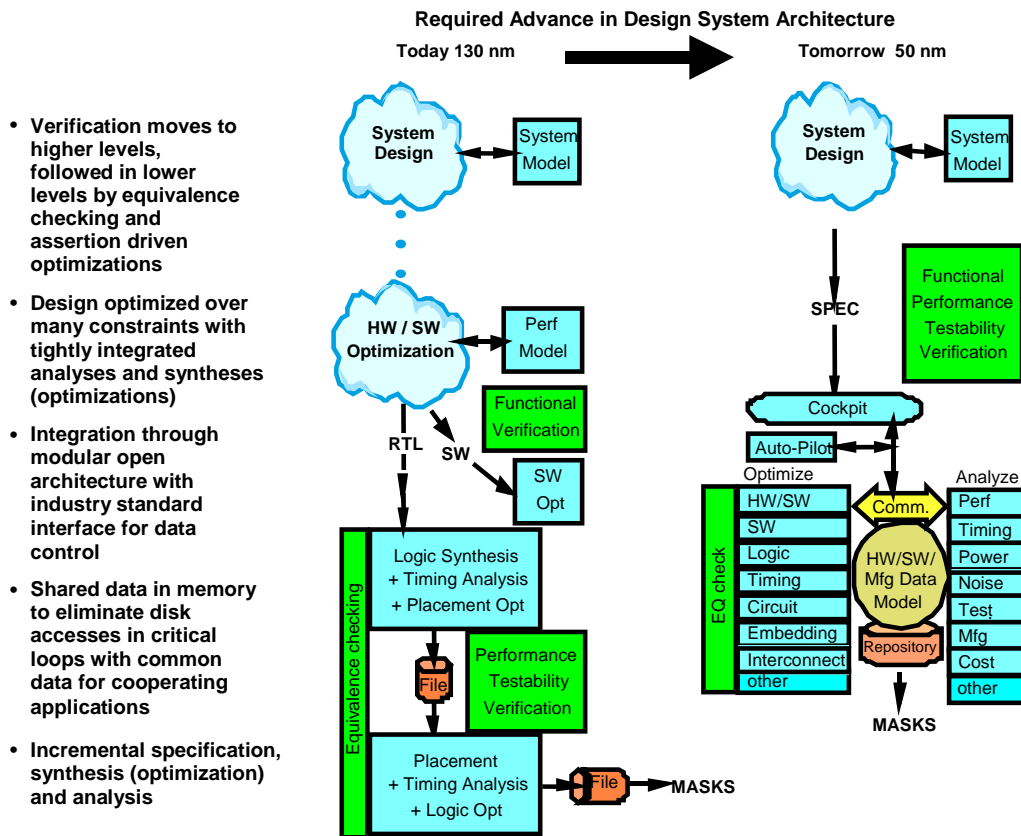 Required Advance in Design System Architecture
Today 130 nm
Tomorrow 50 nm
• Verification moves to
higher levels,
followed in lower
levels by equivalence
checking and
assertion driven
optimizations
• Design optimized over
many constraints with
tightly integrated
analyses and syntheses
(optimizations)
• Integration through
modular open
architecture with
industry standard
interface for data
control
• Shared data in memory
to eliminate disk
accesses in critical
loops with common
data for cooperating
applications
• Incremental specification,
synthesis (optimization)
and analysis
System
Design
System
Model
HW / SW
Optimization
Perf
Model
Functional
Verification
RTL
SW
SW
Opt
Equivalence checking
Logic Synthesis
+ Timing Analysis
+ Placement Opt
File
Performance
Testability
Verification
Placement
+ Timing Analysis
+ Logic Opt
File
MASKS
System
Design
System
Model
SPEC
Functional
Performance
Testability
Verification
Cockpit
Auto-Pilot
Optimize
EQ check
HW/SW
SW
Logic
Timing
Circuit
Embedding
Interconnect
other
Comm.
HW/SW/
Mfg Data
Model
Repository
MASKS
Analyze
Perf
Timing
Power
Noise
Test
Mfg
Cost
other